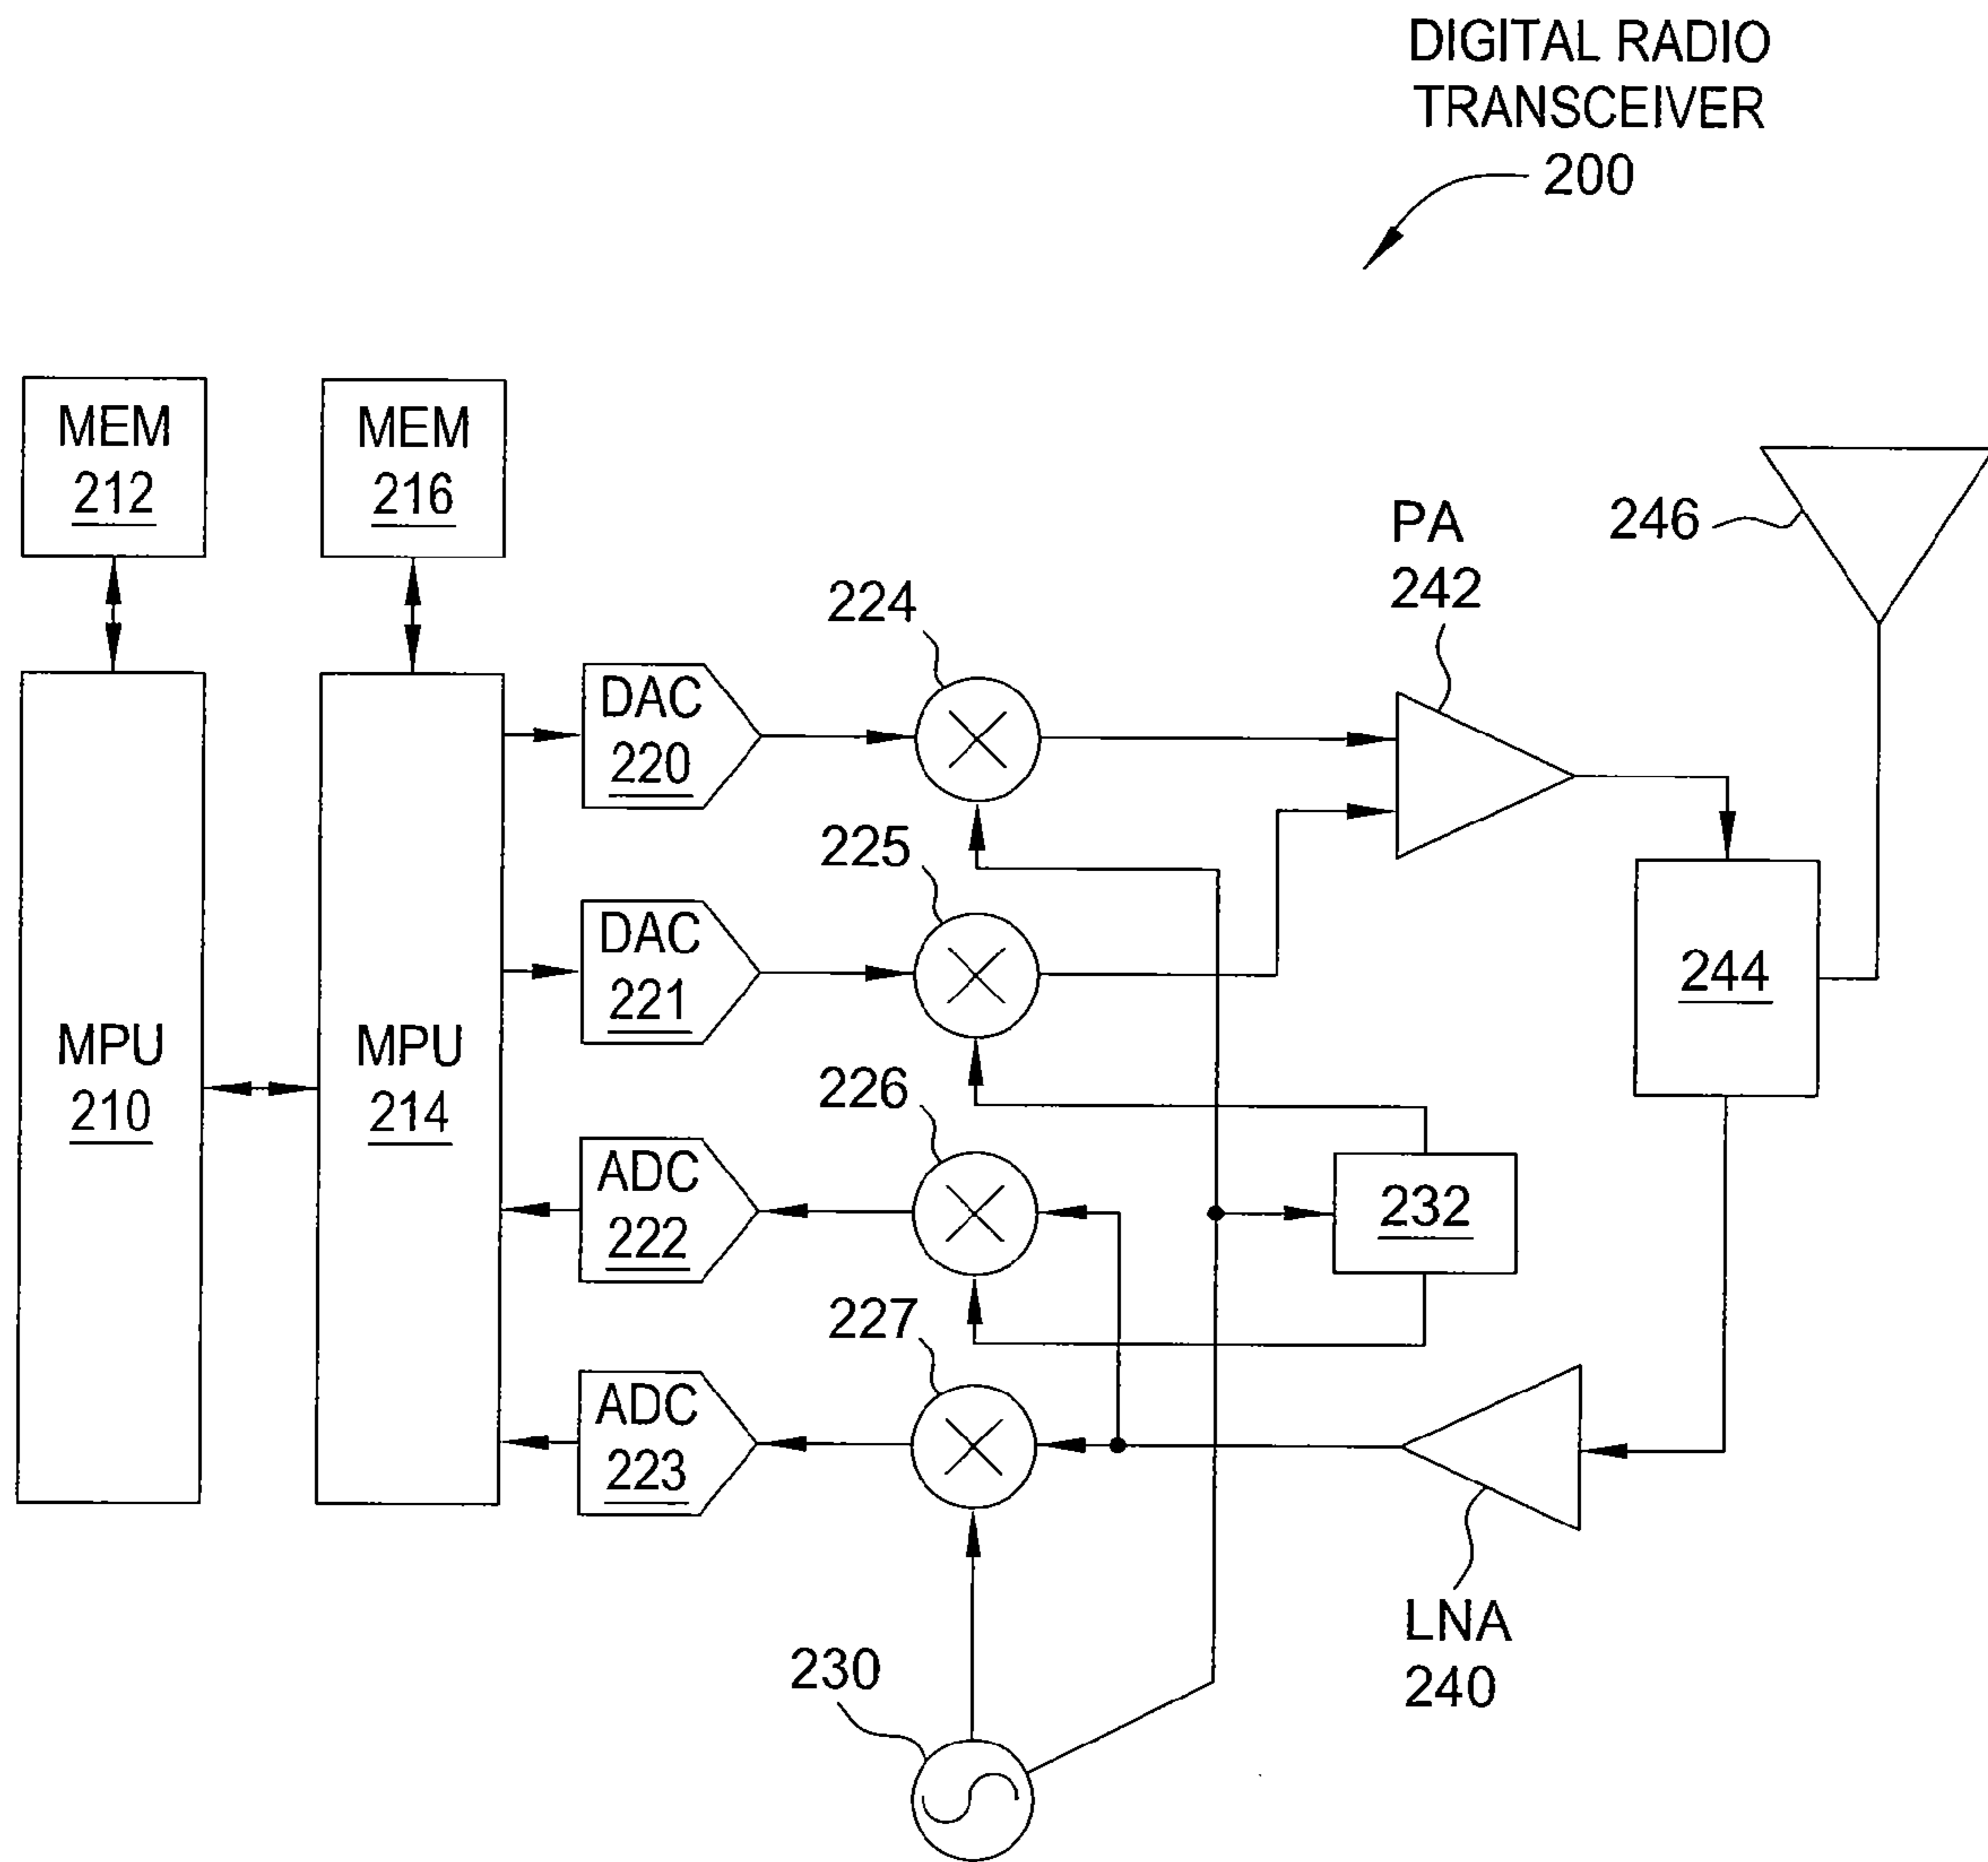 DIGITAL RADIO
TRANSCEIVER
200
MEM
212
MEM
216
PA
242
246
224
DAC
220
225
DAC
221
244
MPU
210
MPU
214
226
ADC
222
232
227
ADC
223
LNA
240
230